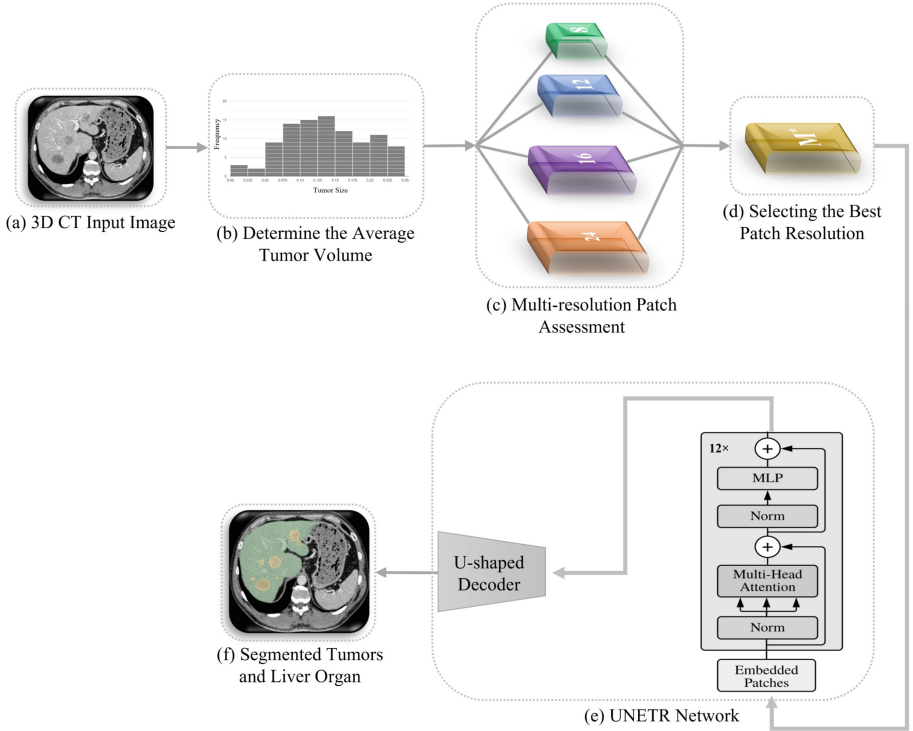 (a) 3D CT Input Image
Frequency
Tumor Size
(b) Determine the Average
Tumor Volume
8
12
16
24
(c) Multi-resolution Patch
Assessment
N*
(d) Selecting the Best
Patch Resolution
12×
+
MLP
Norm
+
Multi-Head
Attention
Norm
Embedded
Patches
(e) UNETR Network
U-shaped
Decoder
(f) Segmented Tumors
and Liver Organ